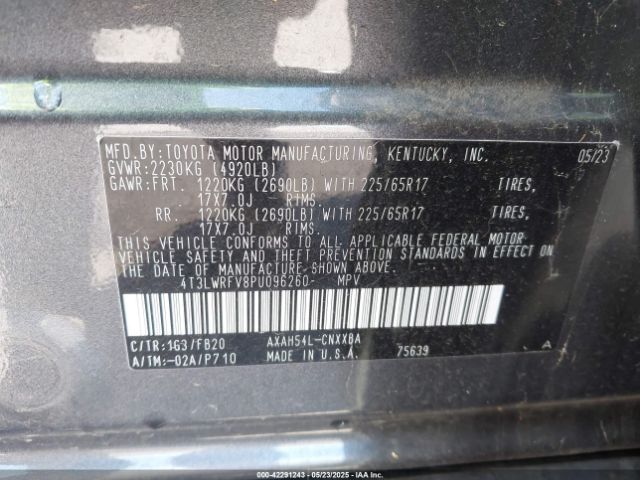 MFD.BY:TOYOTA MOTOR MANUFACTURING, KENTUCKY, INC. 05/23
GVWR:2230KG (4920LB)
GAWR:FRT. 1220KG (2690LB) WITH 225/65R17 TIRES,
17X7.0J RIMS.
RR. 1220KG (2690LB) WITH 225/65R17 TIRES,
17X7.0J RIMS.
THIS VEHICLE CONFORMS TO ALL APPLICABLE FEDERAL MOTOR
VEHICLE SAFETY AND THEFT PREVENTION STANDARDS IN EFFECT ON
THE DATE OF MANUFACTURE SHOWN ABOVE.
4T3LWRFV8PU096260 MPV
C/TR:1G3/FB20 AXAH54L-CNXXBA
A/TM:-02A/P710 MADE IN U.S.A. 75639 A
000-42291243 - 05/23/2025 - IAA Inc.